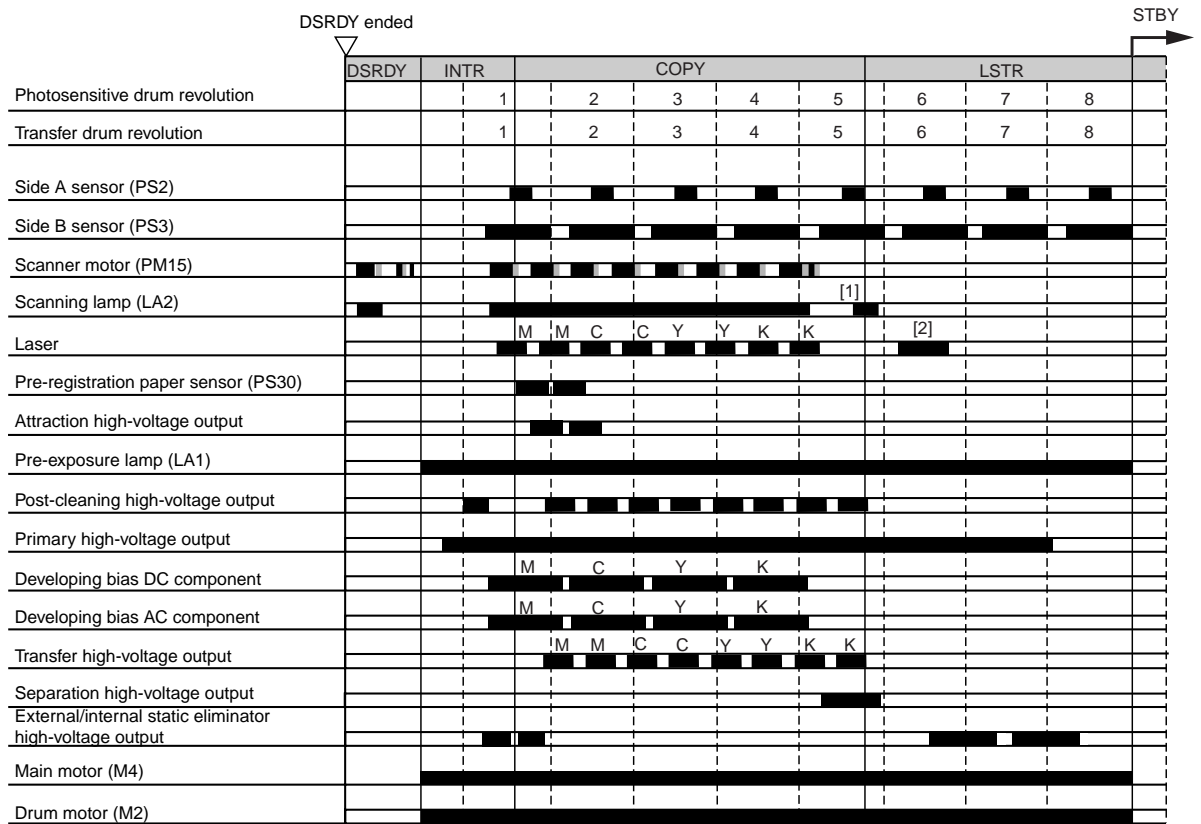 DSRDY ended
STBY
DSRDY INTR COPY LSTR
Photosensitive drum revolution 1 2 3 4 5 6 7 8
Transfer drum revolution 1 2 3 4 5 6 7 8
Side A sensor (PS2)
Side B sensor (PS3)
Scanner motor (PM15)
Scanning lamp (LA2) [1]
Laser M M C C Y Y K K [2]
Pre-registration paper sensor (PS30)
Attraction high-voltage output
Pre-exposure lamp (LA1)
Post-cleaning high-voltage output
Primary high-voltage output
Developing bias DC component M C Y K
Developing bias AC component M C Y K
Transfer high-voltage output M M C C Y Y K K
Separation high-voltage output
External/internal static eliminator
high-voltage output
Main motor (M4)
Drum motor (M2)